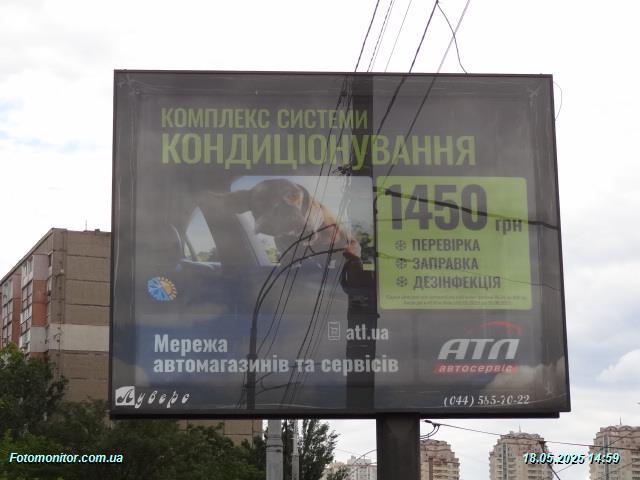 КОМПЛЕКС СИСТЕМИ
КОНДИЦІОНУВАННЯ
1450 грн
ПЕРЕВІРКА
ЗАПРАВКА
ДЕЗІНФЕКЦІЯ
atl.ua
Мережа
автомагазинів та сервісів
АТЛ
автосервіс
Луверс
(044) 585-70-22
Fotomonitor.com.ua
18.05.2025 14:59